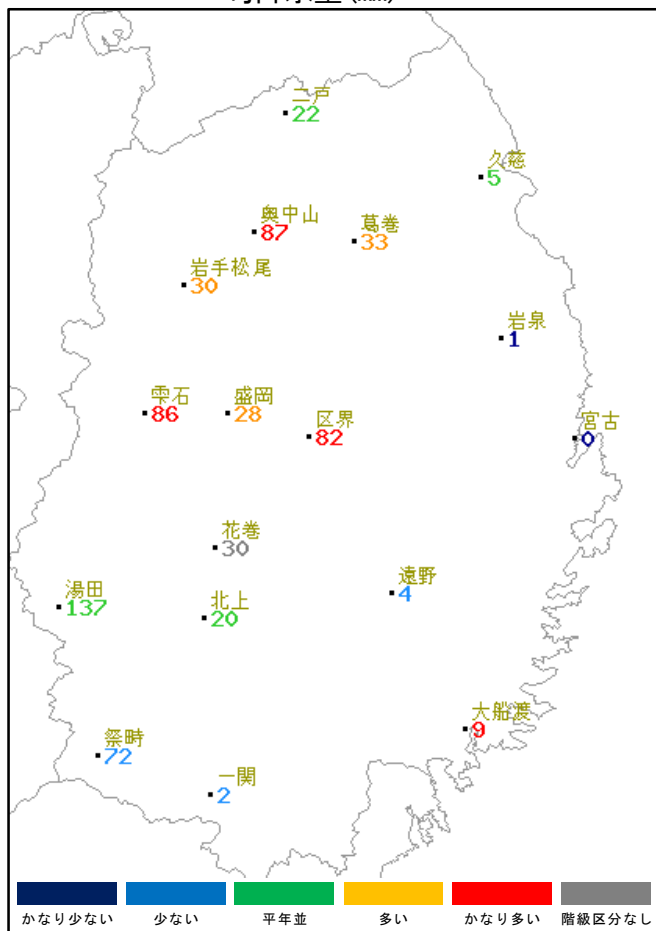 (mm)
二戸
22
久慈
5
奥中山
87
葛巻
33
岩手松尾
30
岩泉
1
雫石
86
盛岡
28
区界
82
宮古
0
花巻
30
湯田
137
北上
20
遠野
4
大船渡
9
祭畤
72
一関
2
かなり少ない 少ない 平年並 多い かなり多い 階級区分なし